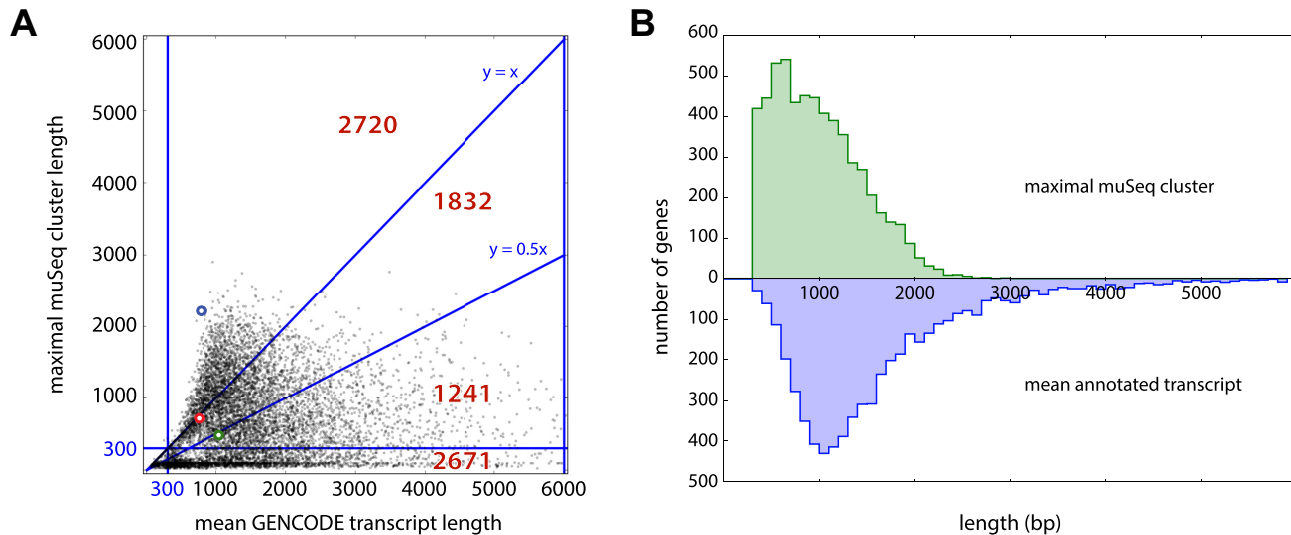 A
6000
5000
4000
3000
2000
1000
300
maximal muSeq cluster length
y = x
2720
1832
y = 0.5x
1241
2671
300 1000 2000 3000 4000 5000 6000
mean GENCODE transcript length
B
600
500
400
300
200
100
0
100
200
300
400
500
number of genes
maximal muSeq cluster
1000 2000 3000 4000 5000
mean annotated transcript
length (bp)